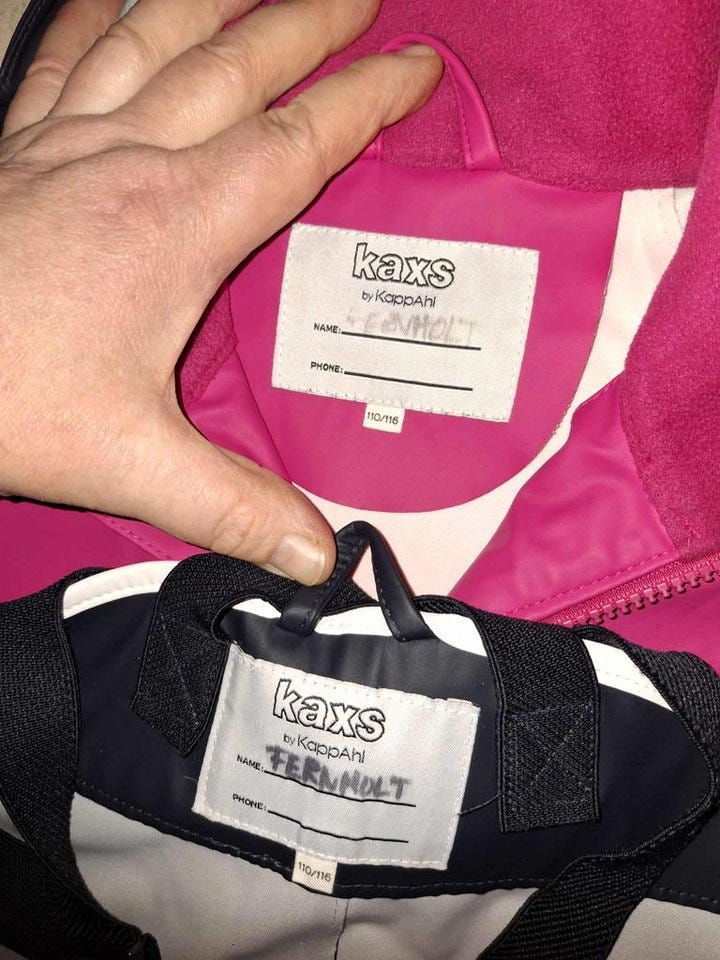 kaxs
by KappAhl
NAME: FERNHOLT
PHONE:
110/116
kaxs
by KappAhl
NAME: FERNHOLT
PHONE:
110/116